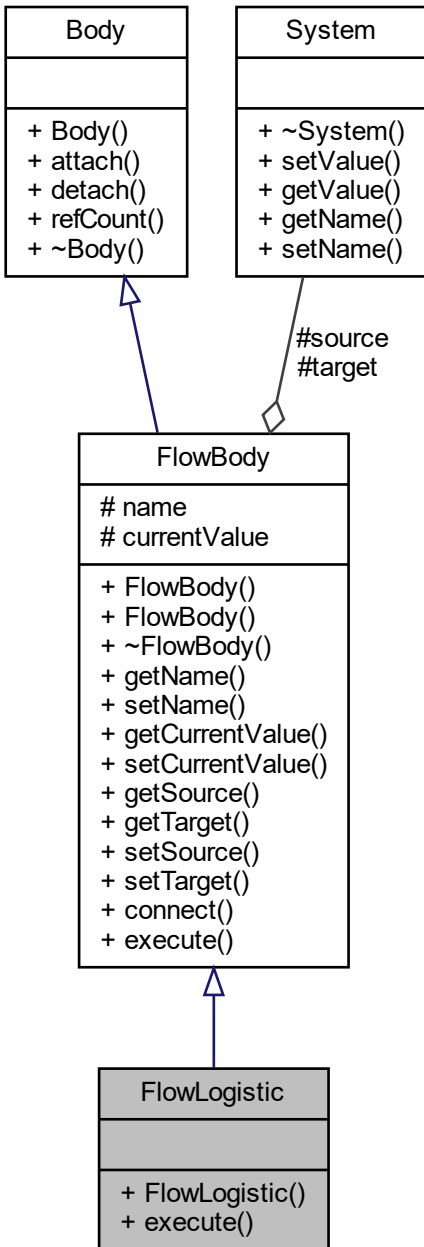 Body
+ Body()
+ attach()
+ detach()
+ refCount()
+ ~Body()
System
+ ~System()
+ setValue()
+ getValue()
+ getName()
+ setName()
#source
#target
FlowBody
# name
# currentValue
+ FlowBody()
+ FlowBody()
+ ~FlowBody()
+ getName()
+ setName()
+ getCurrentValue()
+ setCurrentValue()
+ getSource()
+ getTarget()
+ setSource()
+ setTarget()
+ connect()
+ execute()
FlowLogistic
+ FlowLogistic()
+ execute()